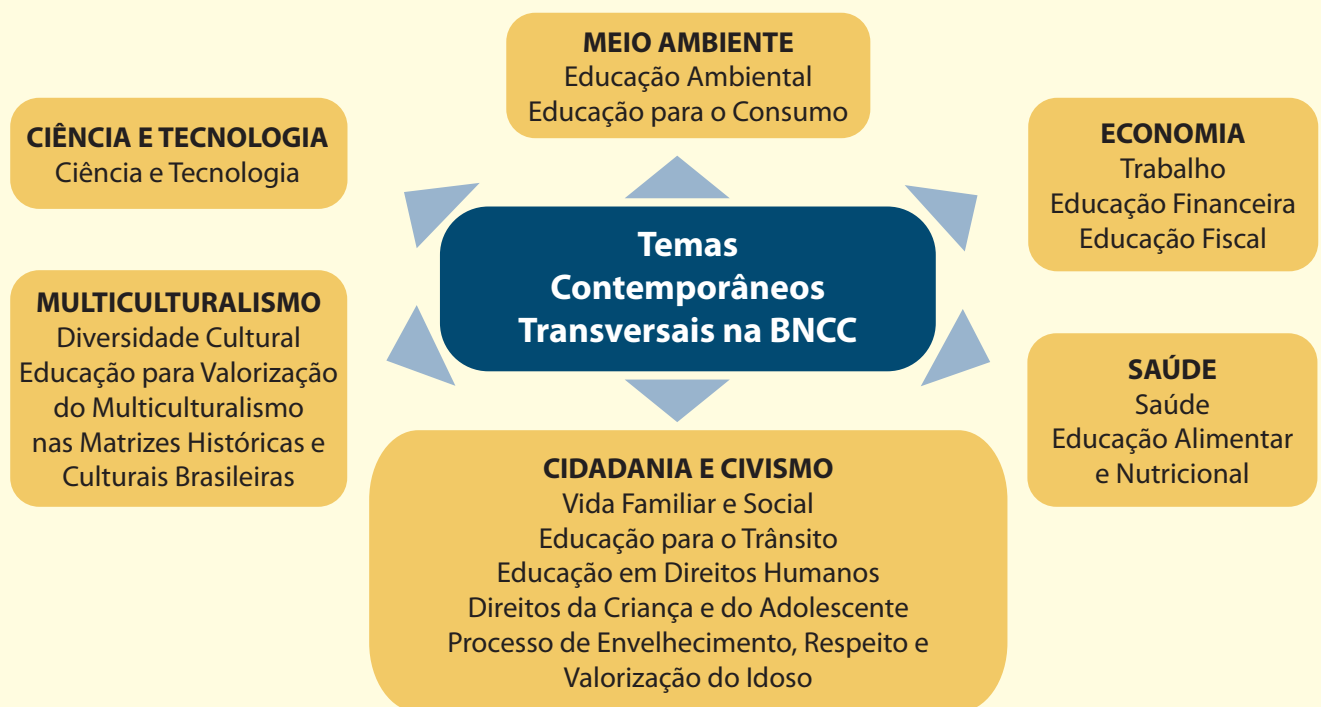 MEIO AMBIENTE
Educação Ambiental
Educação para o Consumo
CIÊNCIA E TECNOLOGIA
Ciência e Tecnologia
ECONOMIA
Trabalho
Educação Financeira
Educação Fiscal
Temas
Contemporâneos
Transversais na BNCC
MULTICULTURALISMO
Diversidade Cultural
Educação para Valorização
do Multiculturalismo
nas Matrizes Históricas e
Culturais Brasileiras
SAÚDE
Saúde
Educação Alimentar
e Nutricional
CIDADANIA E CIVISMO
Vida Familiar e Social
Educação para o Trânsito
Educação em Direitos Humanos
Direitos da Criança e do Adolescente
Processo de Envelhecimento, Respeito e
Valorização do Idoso